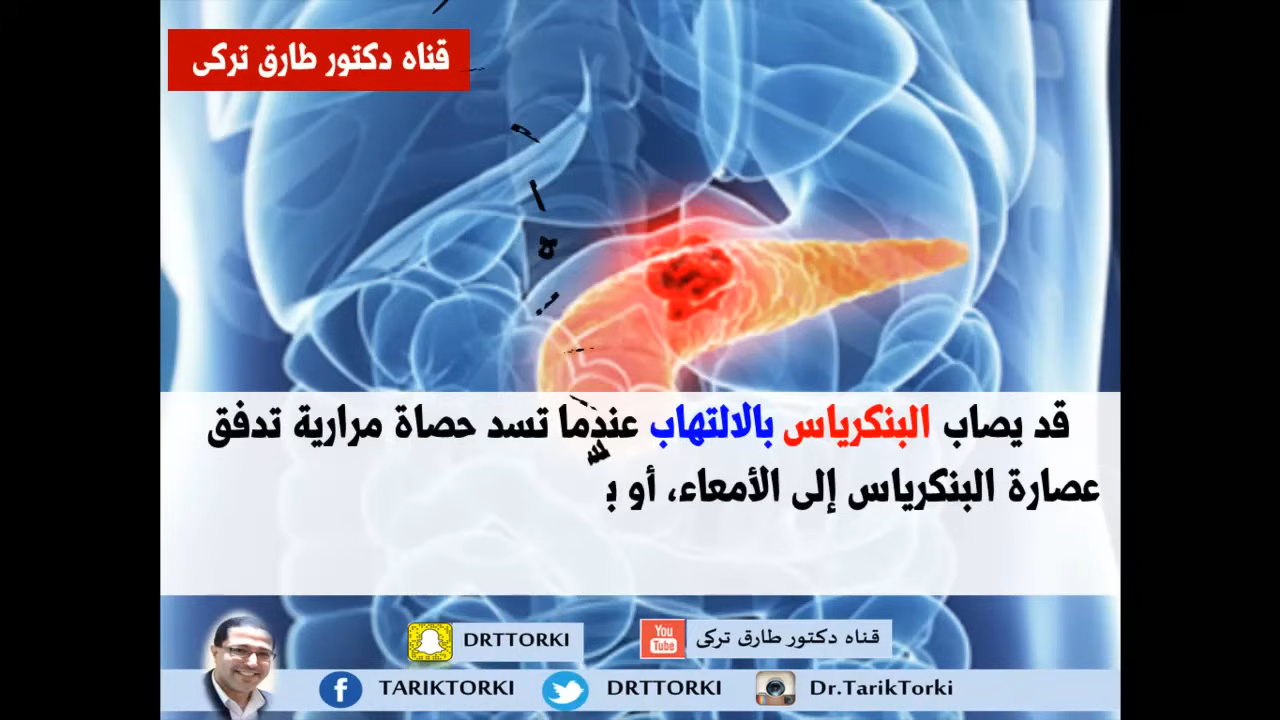 قناه دكتور طارق تركى
قد يصاب البنكرياس بالالتهاب عندما تسد حصاة مرارية تدفق
عصارة البنكرياس إلى الأمعاء، أو
DRTTORKI
You Tube
قناه دكتور طارق تركى
TARIKTORKI
DRTTORKI
Dr.TarikTorki